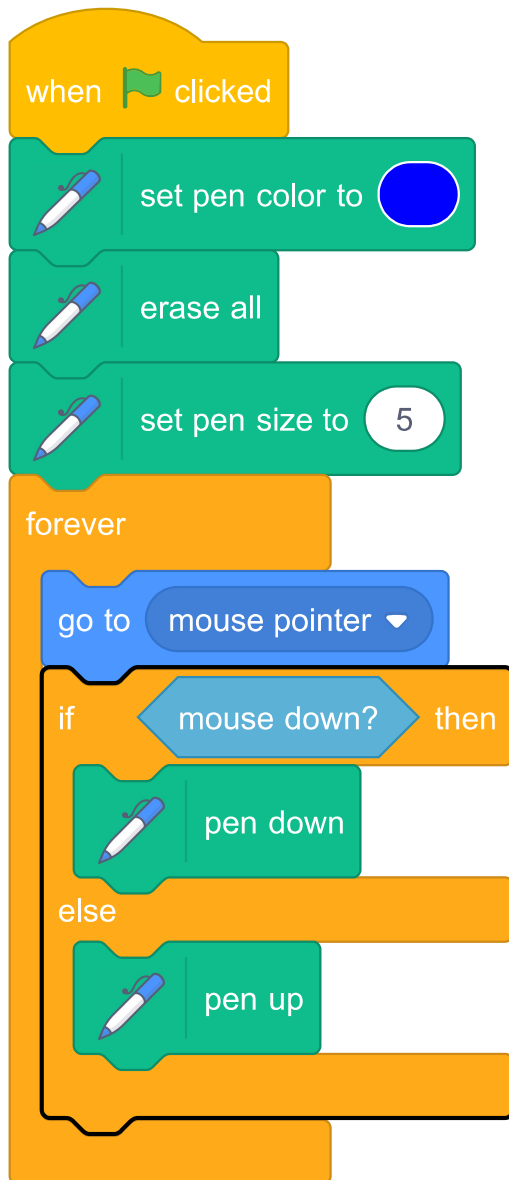 when clicked
set pen color to
erase all
set pen size to 5
forever
go to mouse pointer
if mouse down? then
pen down
else
pen up